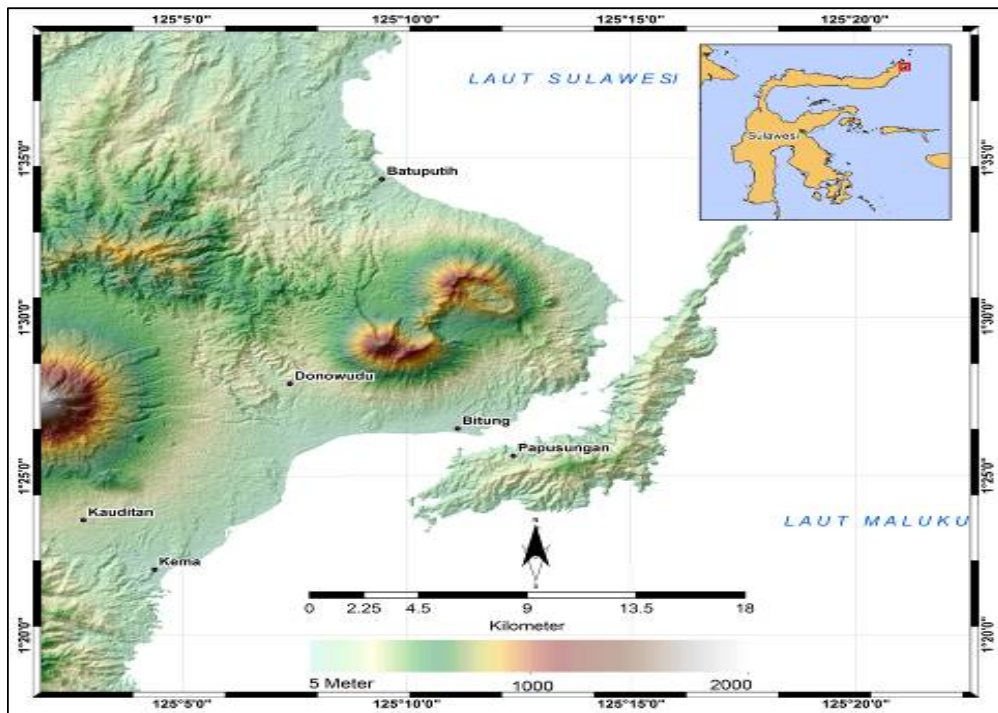 125°5'0" 125°10'0" 125°15'0" 125°20'0"
LAUT SULAWESI
Sulawesi
1°35'0" 1°35'0"
Batuputih
1°30'0" 1°30'0"
Donowudu
Bitung
Papusungan
1°25'0" 1°25'0"
Kauditan
LAUT MALUKU
Kema
0 2.25 4.5 9 13.5 18
Kilometer
1°20'0" 1°20'0"
5 Meter 1000 2000
125°5'0" 125°10'0" 125°15'0" 125°20'0"